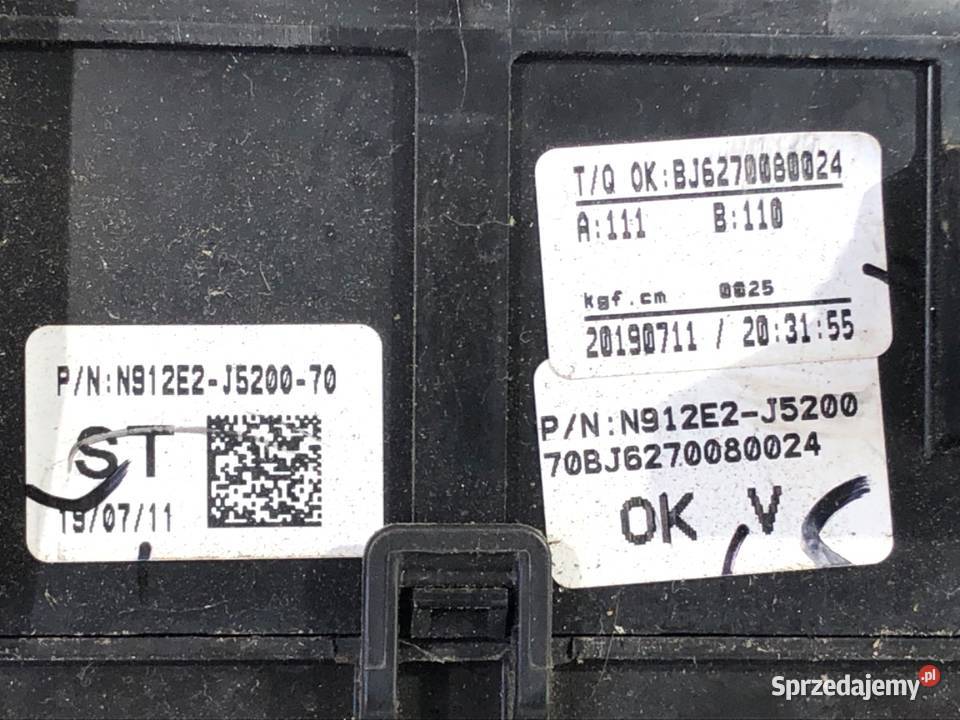 P/N:N912E2-J5200-70
ST
19/07/11
T/Q OK:BJ6270080024
A:111 B:110
kgf.cm 0025
20190711 / 20:31:55
P/N:N912E2-J5200
70BJ6270080024
OK V
Sprzedajemy.pl